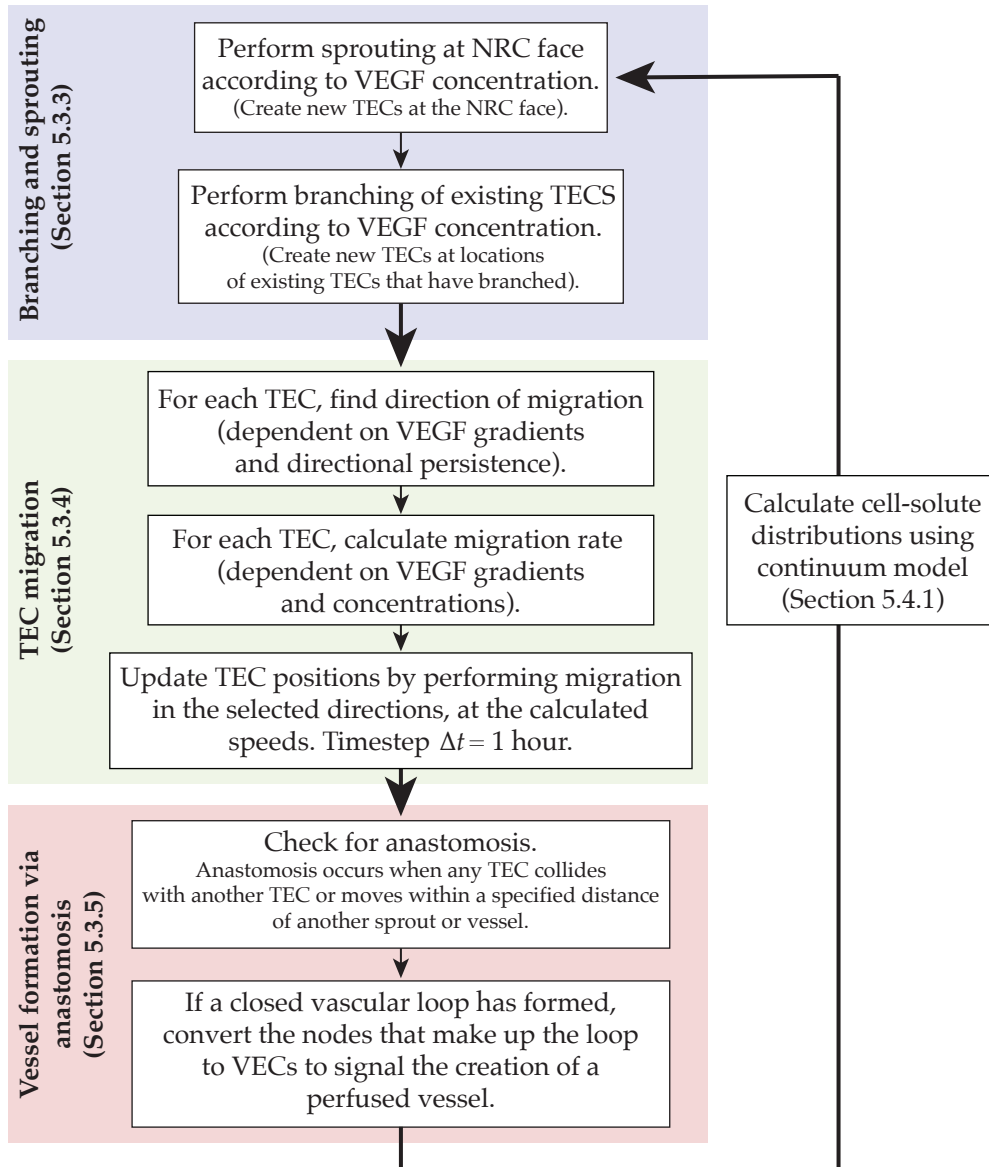 Branching and sprouting
(Section 5.3.3)
Perform sprouting at NRC face
according to VEGF concentration.
(Create new TECs at the NRC face).
Perform branching of existing TECS
according to VEGF concentration.
(Create new TECs at locations
of existing TECs that have branched).
TEC migration
(Section 5.3.4)
For each TEC, find direction of migration
(dependent on VEGF gradients
and directional persistence).
For each TEC, calculate migration rate
(dependent on VEGF gradients
and concentrations).
Update TEC positions by performing migration
in the selected directions, at the calculated
speeds. Timestep Δt = 1 hour.
Vessel formation via
anastomosis
(Section 5.3.5)
Check for anastomosis.
Anastomosis occurs when any TEC collides
with another TEC or moves within a specified distance
of another sprout or vessel.
If a closed vascular loop has formed,
convert the nodes that make up the loop
to VECs to signal the creation of a
perfused vessel.
Calculate cell-solute
distributions using
continuum model
(Section 5.4.1)